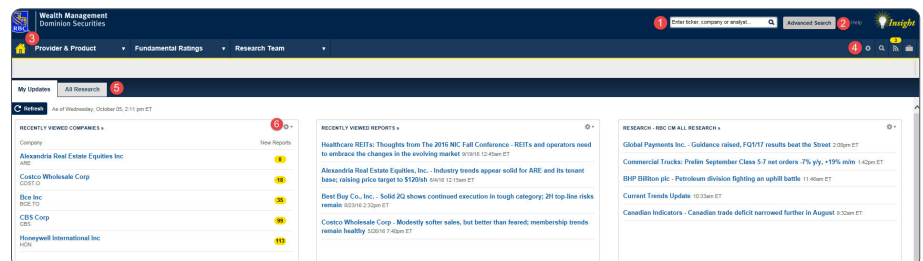 Wealth Management
Dominion Securities
RBC
1
Enter ticker, company or analyst...
Advanced Search
2
Help
Insight
3
Provider & Product
Fundamental Ratings
Research Team
4
3
My Updates
All Research
5
Refresh
As of Wednesday, October 05, 2:11 pm ET
RECENTLY VIEWED COMPANIES »
6
Company
New Reports
Alexandria Real Estate Equities Inc
ARE
8
Costco Wholesale Corp
COST.O
18
Bce Inc
BCE.TO
35
CBS Corp
CBS
99
Honeywell International Inc
HON
113
RECENTLY VIEWED REPORTS »
Healthcare REITs: Thoughts from The 2016 NIC Fall Conference - REITs and operators need
to embrace the changes in the evolving market 9/19/16 12:45am ET
Alexandria Real Estate Equities, Inc. - Industry trends appear solid for ARE and its tenant
base; raising price target to $120/sh 8/4/16 12:15am ET
Best Buy Co., Inc. - Solid 2Q shows continued execution in tough category; 2H top-line risks
remain 8/23/16 2:32pm ET
Costco Wholesale Corp - Modestly softer sales, but better than feared; membership trends
remain healthy 5/26/16 7:40pm ET
RESEARCH - RBC CM ALL RESEARCH »
Global Payments Inc. - Guidance raised, FQ1/17 results beat the Street 2:08pm ET
Commercial Trucks: Prelim September Class 5-7 net orders -7% y/y, +19% m/m 1:42pm ET
BHP Billiton plc - Petroleum division fighting an uphill battle 11:46am ET
Current Trends Update 10:33am ET
Canadian Indicators - Canadian trade deficit narrowed further in August 9:32am ET